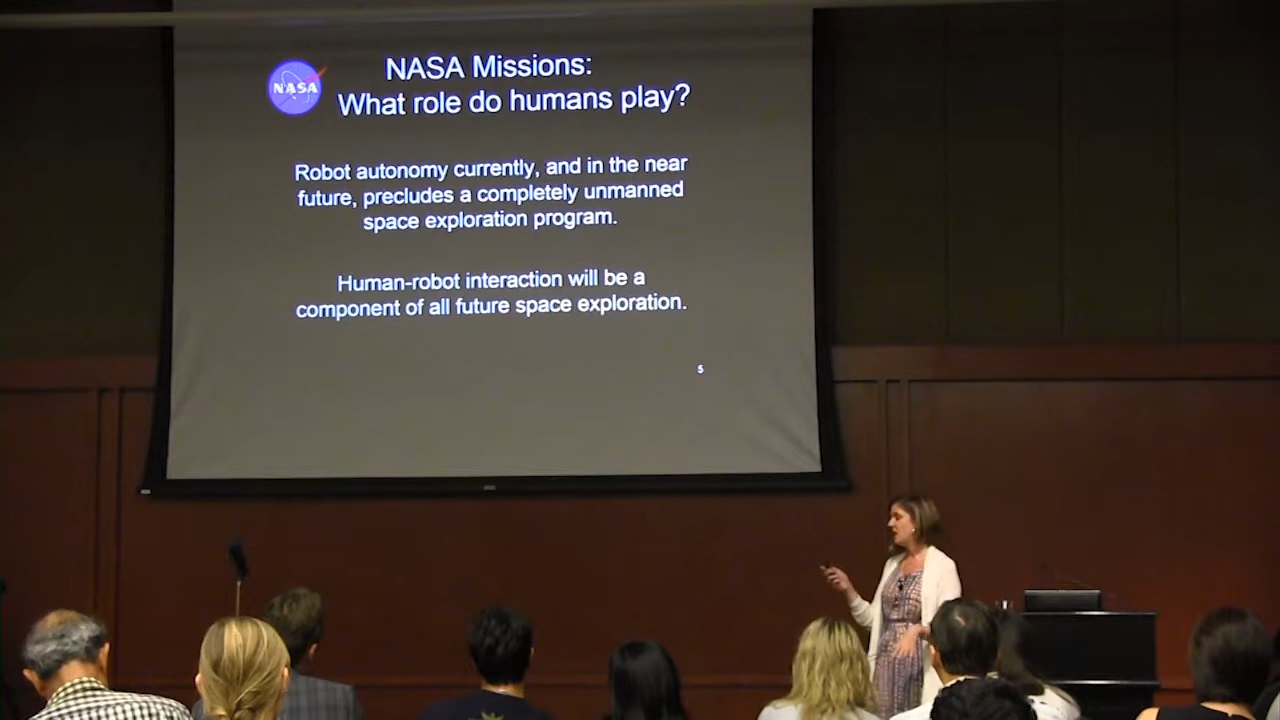 NASA
NASA Missions:
What role do humans play?
Robot autonomy currently, and in the near
future, precludes a completely unmanned
space exploration program.
Human-robot interaction will be a
component of all future space exploration.
5